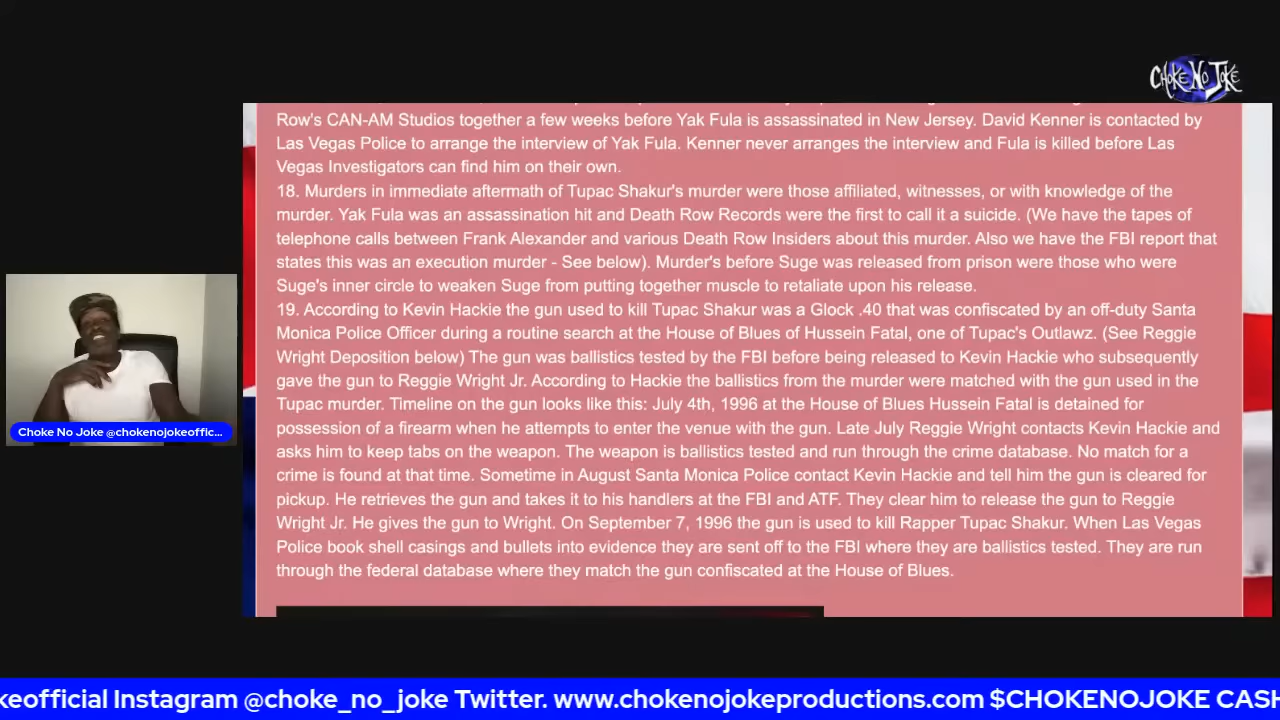 CHOKE NO JOKE
Row's CAN-AM Studios together a few weeks before Yak Fula is assassinated in New Jersey. David Kenner is contacted by
Las Vegas Police to arrange the interview of Yak Fula. Kenner never arranges the interview and Fula is killed before Las
Vegas Investigators can find him on their own.
18. Murders in immediate aftermath of Tupac Shakur's murder were those affiliated, witnesses, or with knowledge of the
murder. Yak Fula was an assassination hit and Death Row Records were the first to call it a suicide. (We have the tapes of
telephone calls between Frank Alexander and various Death Row Insiders about this murder. Also we have the FBI report that
states this was an execution murder - See below). Murder's before Suge was released from prison were those who were
Suge's inner circle to weaken Suge from putting together muscle to retaliate upon his release.
19. According to Kevin Hackie the gun used to kill Tupac Shakur was a Glock .40 that was confiscated by an off-duty Santa
Monica Police Officer during a routine search at the House of Blues of Hussein Fatal, one of Tupac's Outlawz. (See Reggie
Wright Deposition below) The gun was ballistics tested by the FBI before being released to Kevin Hackie who subsequently
gave the gun to Reggie Wright Jr. According to Hackie the ballistics from the murder were matched with the gun used in the
Tupac murder. Timeline on the gun looks like this: July 4th, 1996 at the House of Blues Hussein Fatal is detained for
possession of a firearm when he attempts to enter the venue with the gun. Late July Reggie Wright contacts Kevin Hackie and
asks him to keep tabs on the weapon. The weapon is ballistics tested and run through the crime database. No match for a
crime is found at that time. Sometime in August Santa Monica Police contact Kevin Hackie and tell him the gun is cleared for
pickup. He retrieves the gun and takes it to his handlers at the FBI and ATF. They clear him to release the gun to Reggie
Wright Jr. He gives the gun to Wright. On September 7, 1996 the gun is used to kill Rapper Tupac Shakur. When Las Vegas
Police book shell casings and bullets into evidence they are sent off to the FBI where they are ballistics tested. They are run
through the federal database where they match the gun confiscated at the House of Blues.
Choke No Joke @chokenojokeoffic...
keofficial Instagram @choke_no_joke Twitter. www.chokenojokeproductions.com $CHOKENOJOKE CASH